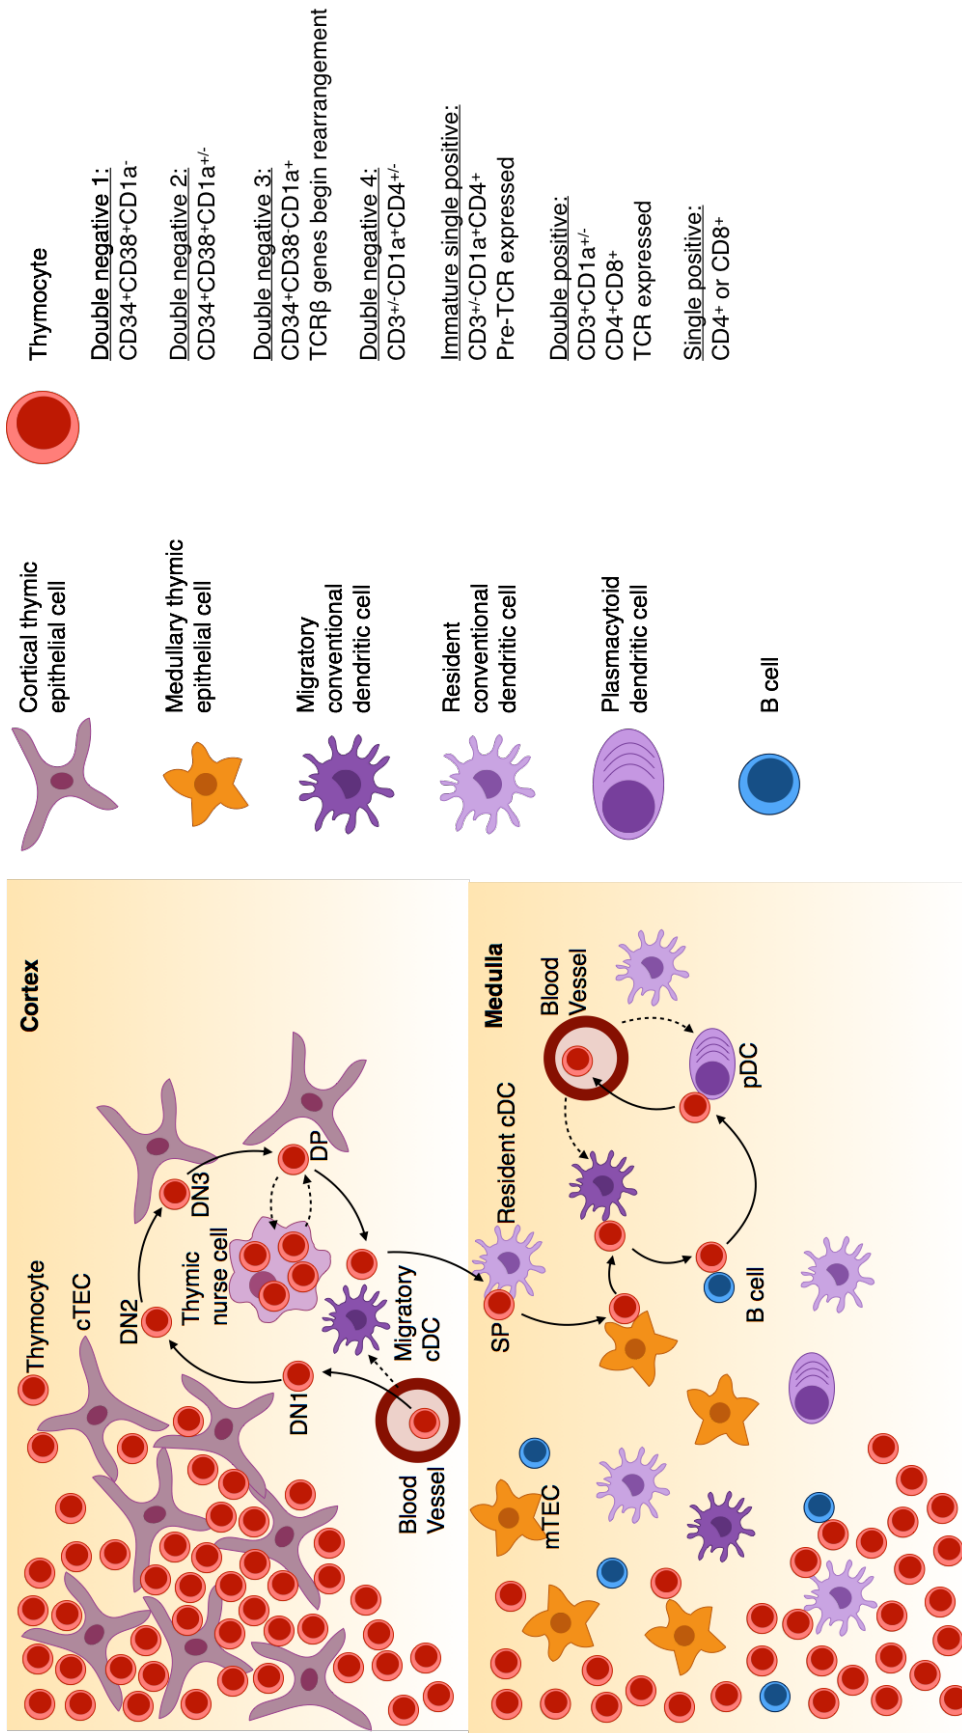 Cortex
Thymocyte
cTEC
DN2
DN3
Thymic
nurse cell
DP
DN1
Migratory
cDC
Blood
Vessel
Medulla
Blood
Vessel
Resident cDC
SP
pDC
B cell
mTEC
Cortical thymic
epithelial cell
Medullary thymic
epithelial cell
Migratory
conventional
dendritic cell
Resident
conventional
dendritic cell
Plasmacytoid
dendritic cell
B cell
Thymocyte
Double negative 1:
CD34⁺CD38⁺CD1a⁻
Double negative 2:
CD34⁺CD38⁺CD1a⁺/⁻
Double negative 3:
CD34⁺CD38⁻CD1a⁺
TCRβ genes begin rearrangement
Double negative 4:
CD3⁺/⁻CD1a⁺CD4⁺/⁻
Immature single positive:
CD3⁺/⁻CD1a⁺CD4⁺
Pre-TCR expressed
Double positive:
CD3⁺CD1a⁺/⁻
CD4⁺CD8⁺
TCR expressed
Single positive:
CD4⁺ or CD8⁺